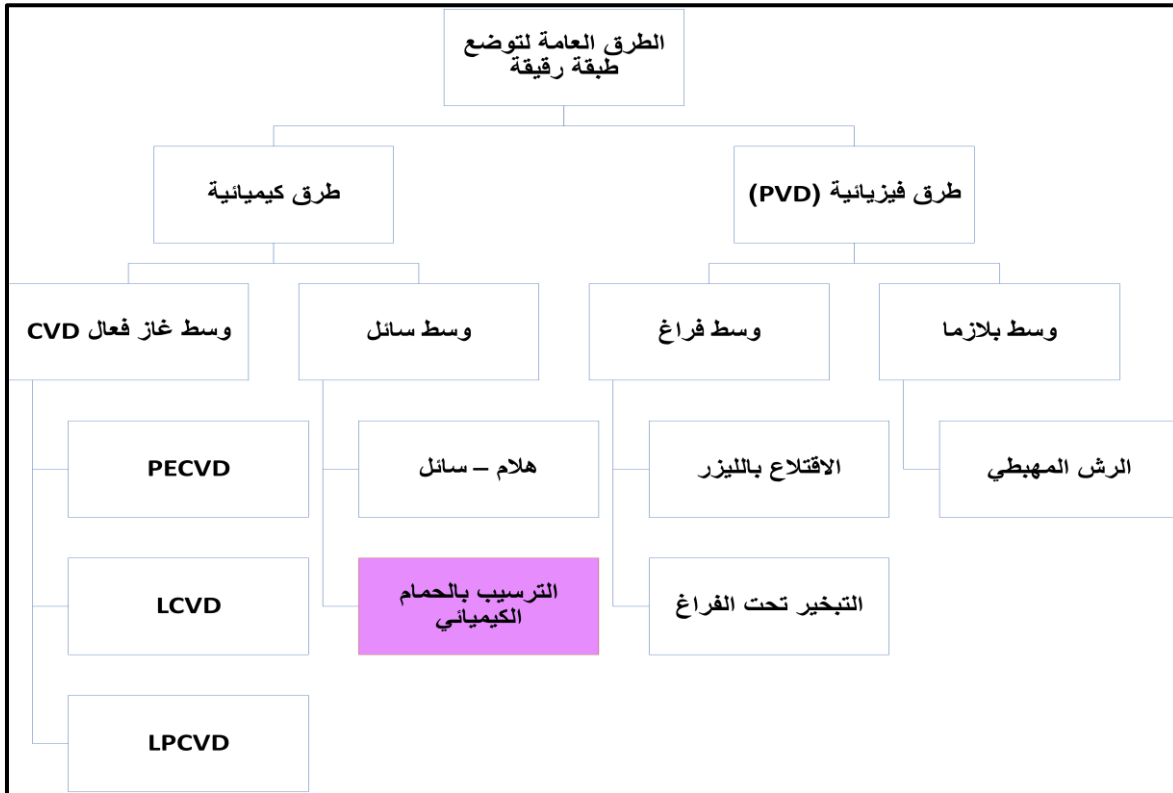 الطرق العامة لتوضع
طبقة رقيقة
طرق فيزيائية (PVD)
طرق كيميائية
وسط بلازما
وسط فراغ
وسط سائل
وسط غاز فعال CVD
الرش المهبطي
الاقتلاع بالليزر
هلام – سائل
PECVD
التبخير تحت الفراغ
الترسيب بالحمام
الكيميائي
LCVD
LPCVD